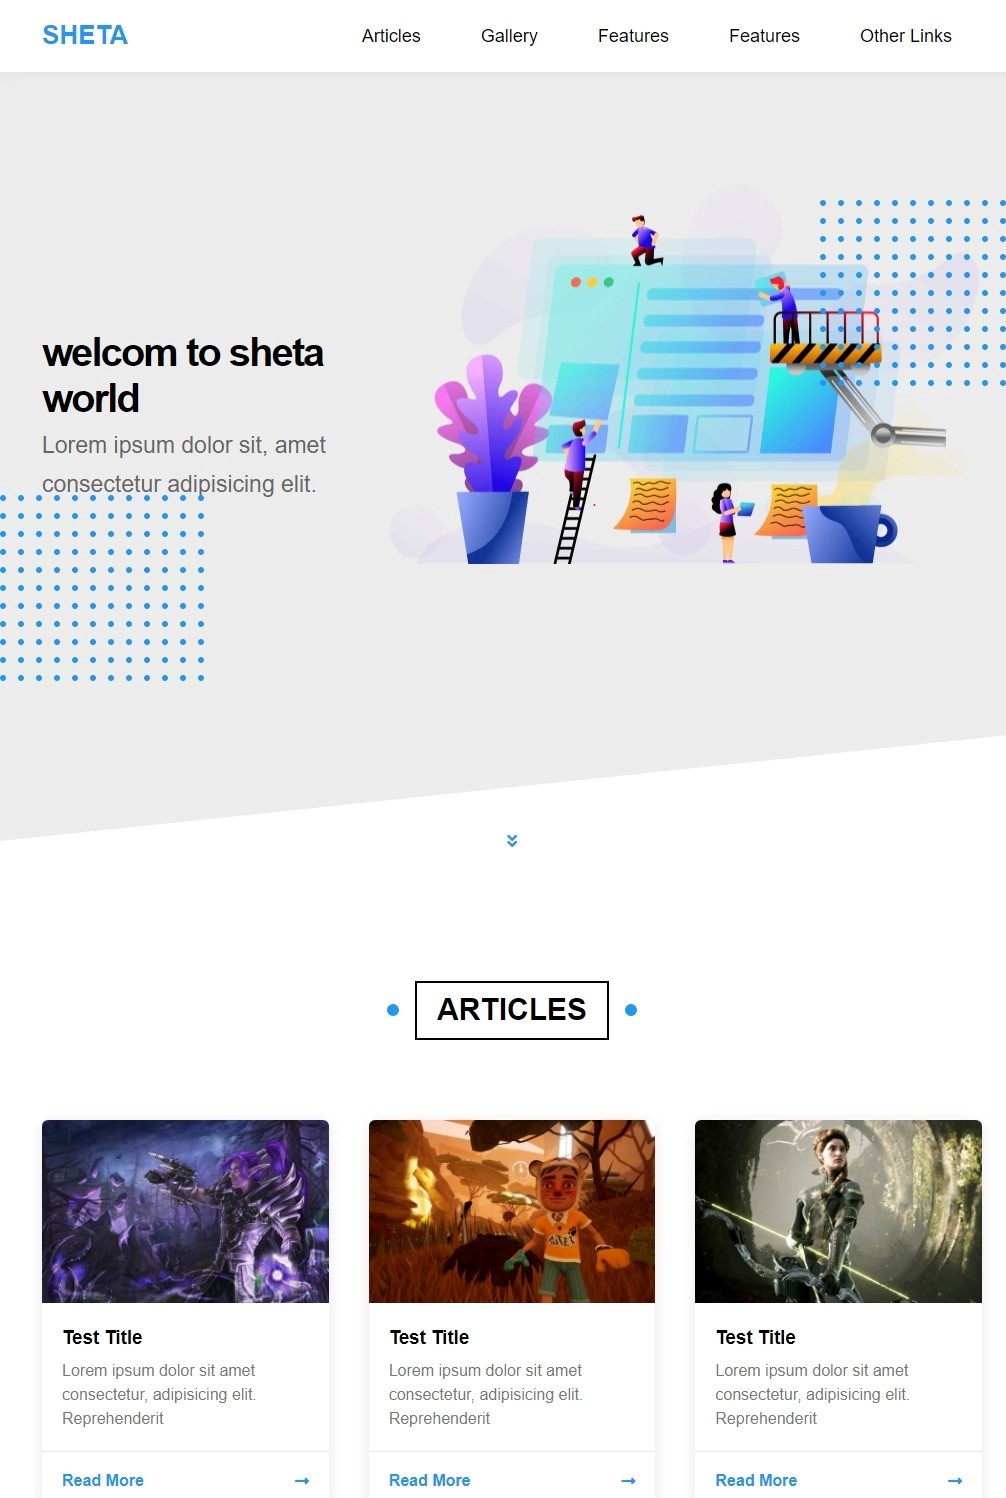 SHETA
Articles
Gallery
Features
Features
Other Links
welcom to sheta
world
Lorem ipsum dolor sit, amet
consectetur adipisicing elit.
ARTICLES
Test Title
Lorem ipsum dolor sit amet
consectetur, adipisicing elit.
Reprehenderit
Read More
Test Title
Lorem ipsum dolor sit amet
consectetur, adipisicing elit.
Reprehenderit
Read More
Test Title
Lorem ipsum dolor sit amet
consectetur, adipisicing elit.
Reprehenderit
Read More